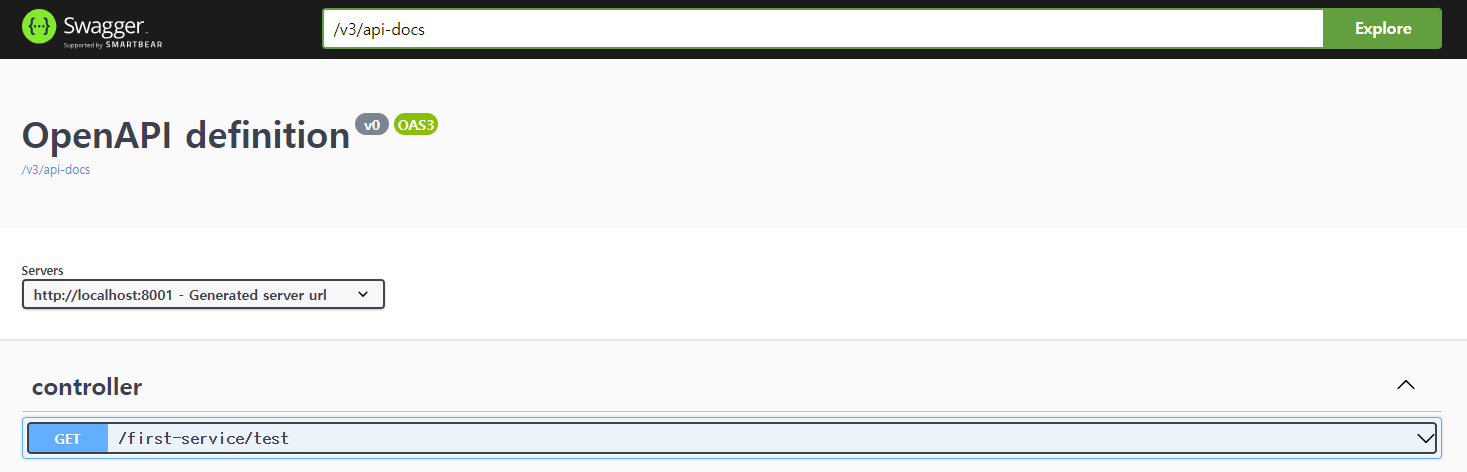 {···} Swagger
Supported by SMARTBEAR
/v3/api-docs
Explore
OpenAPI definition v0 OAS3
/v3/api-docs
Servers
http://localhost:8001 - Generated server url
controller
GET /first-service/test